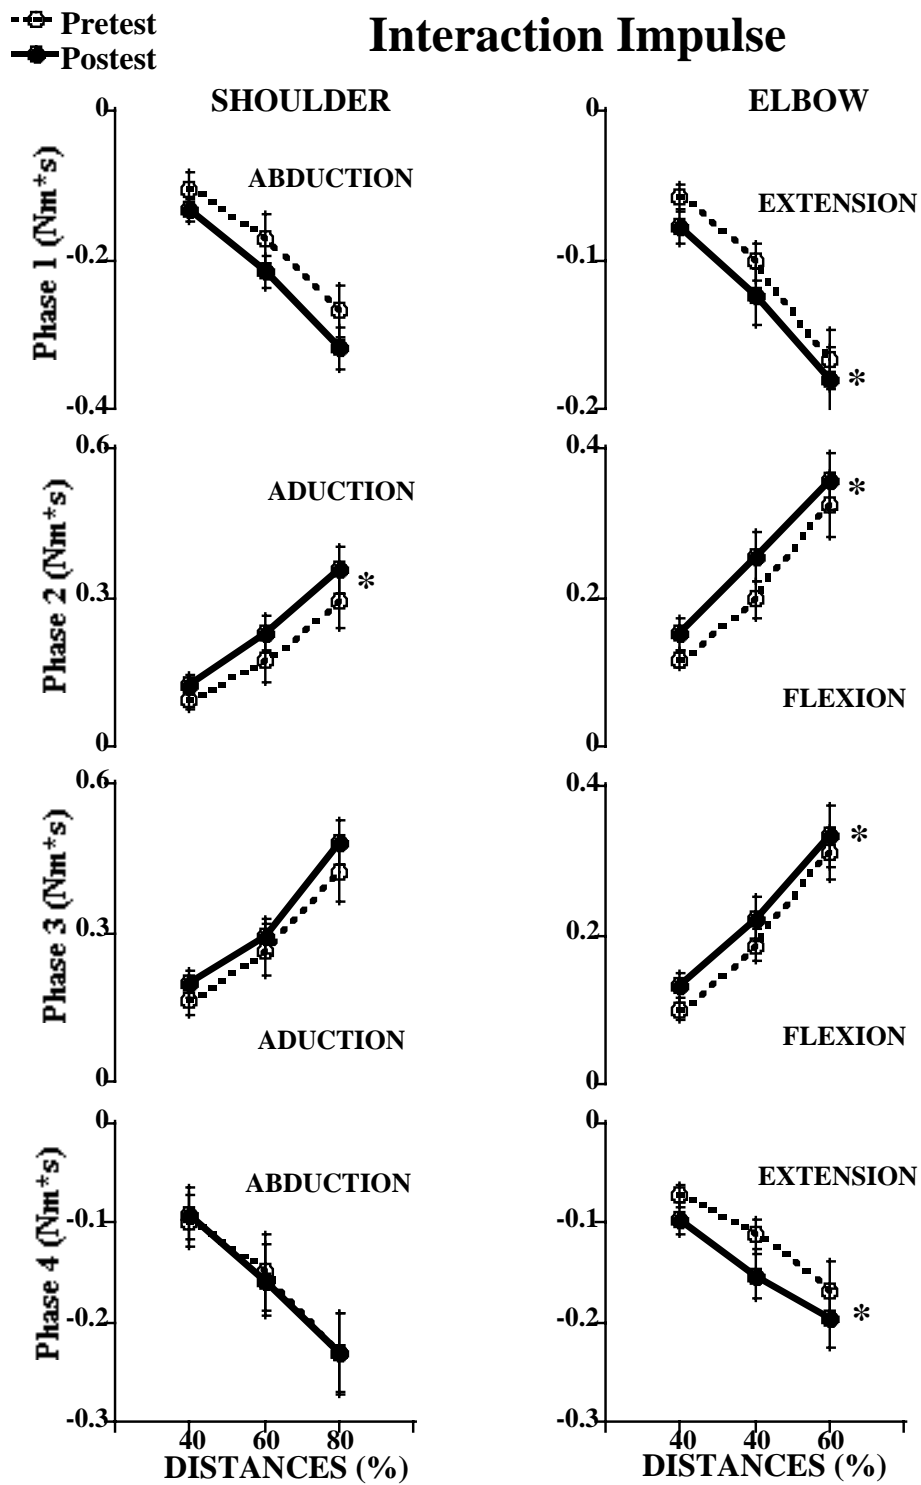 Pretest
Postest
Interaction Impulse
SHOULDER
ELBOW
Phase 1 (Nm*s)
0
-0.2
-0.4
ABDUCTION
0
-0.1
-0.2
EXTENSION
*
Phase 2 (Nm*s)
0.6
0.3
0
ADUCTION
*
0.4
0.2
0
*
FLEXION
Phase 3 (Nm*s)
0.6
0.3
0
ADUCTION
0.4
0.2
0
*
FLEXION
Phase 4 (Nm*s)
0
-0.1
-0.2
-0.3
ABDUCTION
0
-0.1
-0.2
-0.3
EXTENSION
*
40 60 80
DISTANCES (%)
40 40 60
DISTANCES (%)